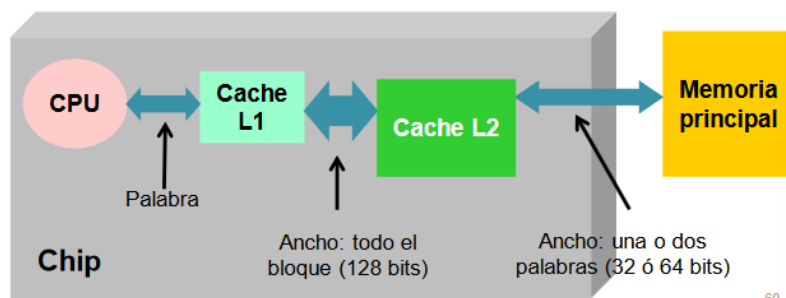 CPU
Cache
L1
Cache L2
Memoria
principal
Palabra
Ancho: todo el
bloque (128 bits)
Ancho: una o dos
palabras (32 ó 64 bits)
Chip
60